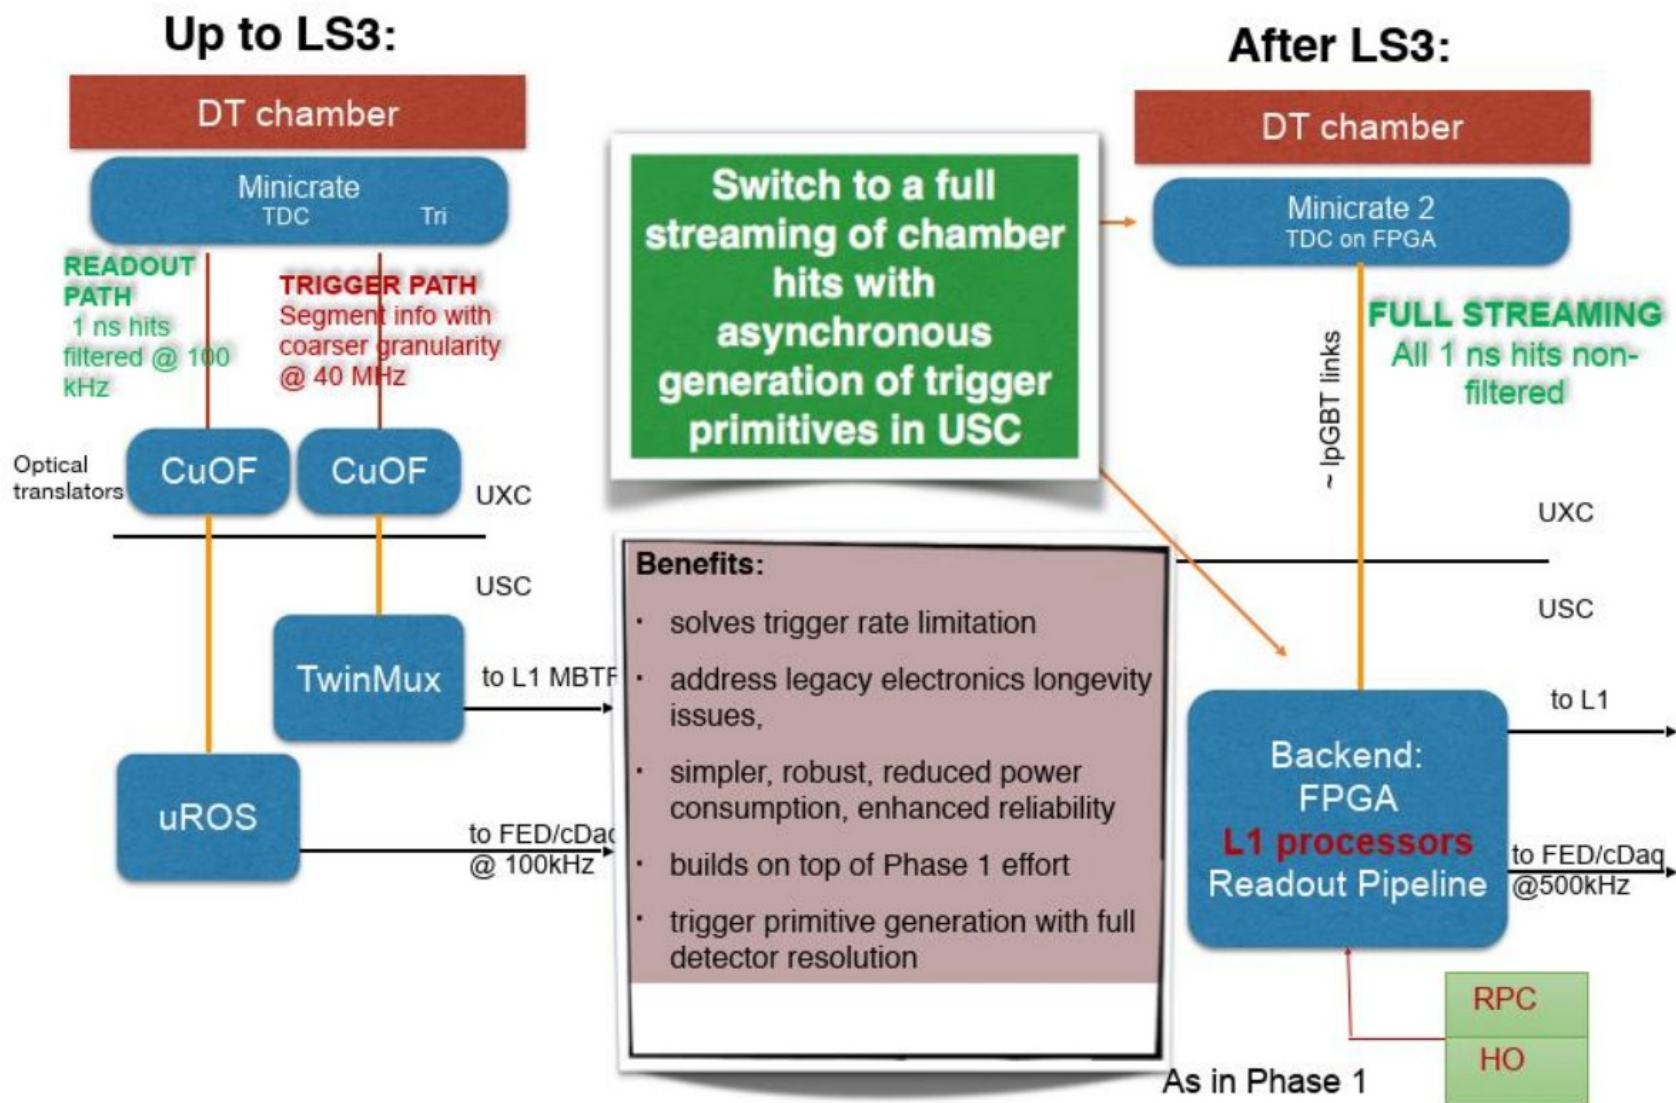 Up to LS3:
DT chamber
Minicrate
TDC
Tri
READOUT
PATH
1 ns hits
filtered @ 100
kHz
TRIGGER PATH
Segment info with
coarser granularity
@ 40 MHz
Optical
translators
CuOF
CuOF
UXC
USC
TwinMux
to L1 MBTF
uROS
to FED/cDaq
@ 100kHz
Switch to a full
streaming of chamber
hits with
asynchronous
generation of trigger
primitives in USC
Benefits:
· solves trigger rate limitation
· address legacy electronics longevity
issues,
· simpler, robust, reduced power
consumption, enhanced reliability
· builds on top of Phase 1 effort
· trigger primitive generation with full
detector resolution
After LS3:
DT chamber
Minicrate 2
TDC on FPGA
FULL STREAMING
All 1 ns hits non-
filtered
~ lpGBT links
UXC
USC
to L1
Backend:
FPGA
L1 processors
Readout Pipeline
to FED/cDaq
@500kHz
RPC
HO
As in Phase 1